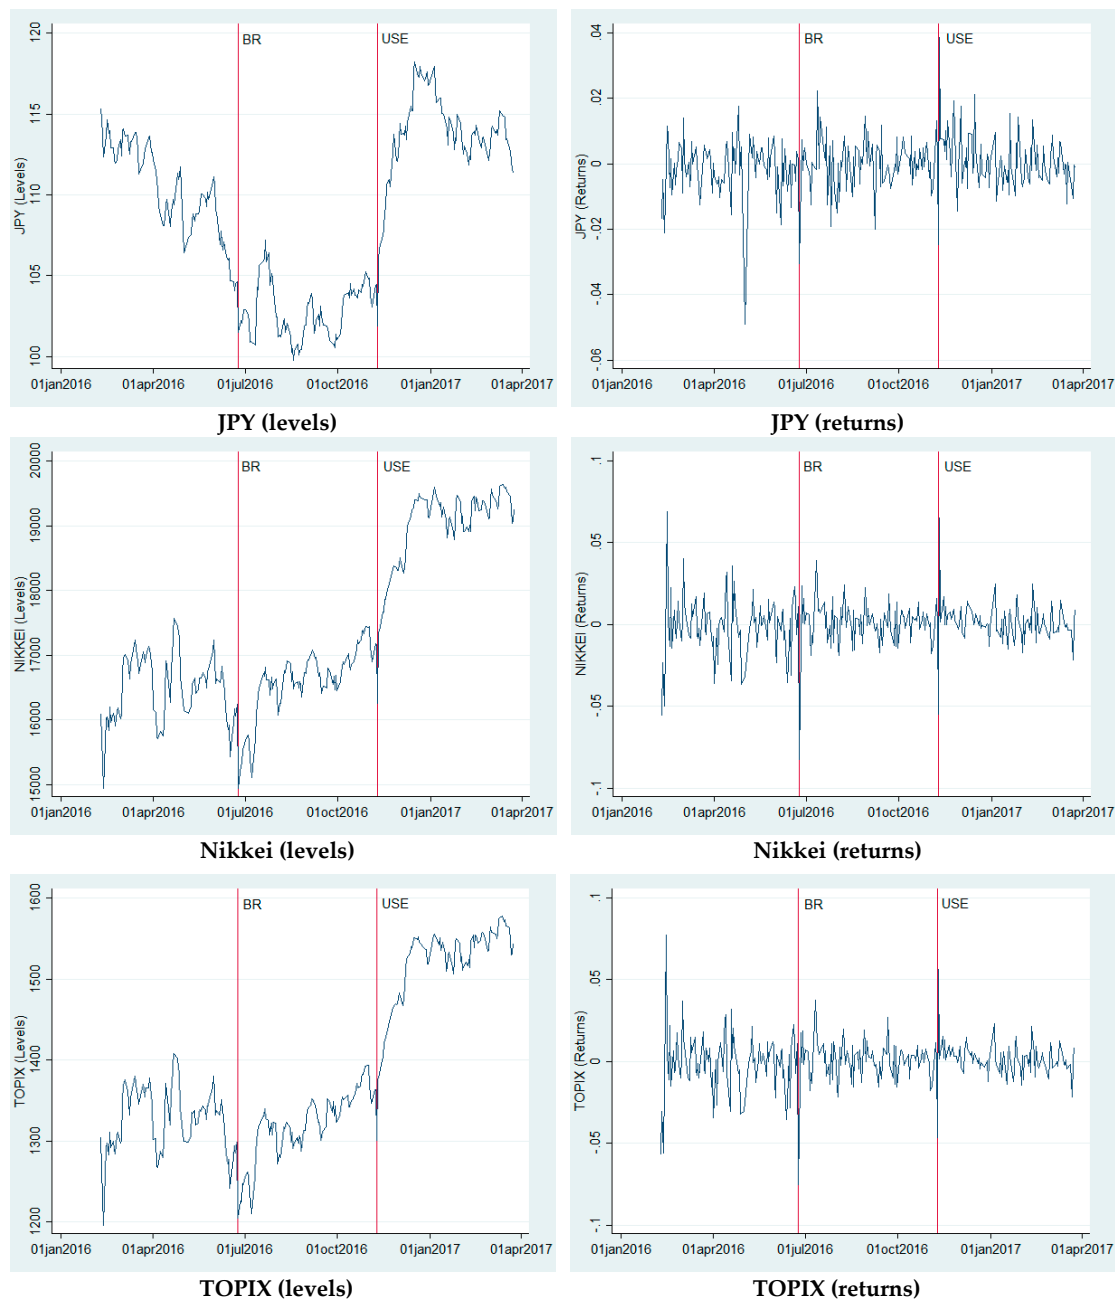 120
115
110
105
100
JPY (Levels)
BR
USE
01jan2016
01apr2016
01jul2016
01oct2016
01jan2017
01apr2017
JPY (levels)
.04
.02
0
-.02
-.04
-.06
JPY (Returns)
BR
USE
01jan2016
01apr2016
01jul2016
01oct2016
01jan2017
01apr2017
JPY (returns)
20000
19000
18000
17000
16000
15000
NIKKEI (Levels)
BR
USE
01jan2016
01apr2016
01jul2016
01oct2016
01jan2017
01apr2017
Nikkei (levels)
.1
.05
0
-.05
-.1
NIKKEI (Returns)
BR
USE
01jan2016
01apr2016
01jul2016
01oct2016
01jan2017
01apr2017
Nikkei (returns)
1600
1500
1400
1300
1200
TOPIX (Levels)
BR
USE
01jan2016
01apr2016
01jul2016
01oct2016
01jan2017
01apr2017
TOPIX (levels)
.1
.05
0
-.05
-.1
TOPIX (Returns)
BR
USE
01jan2016
01apr2016
01jul2016
01oct2016
01jan2017
01apr2017
TOPIX (returns)